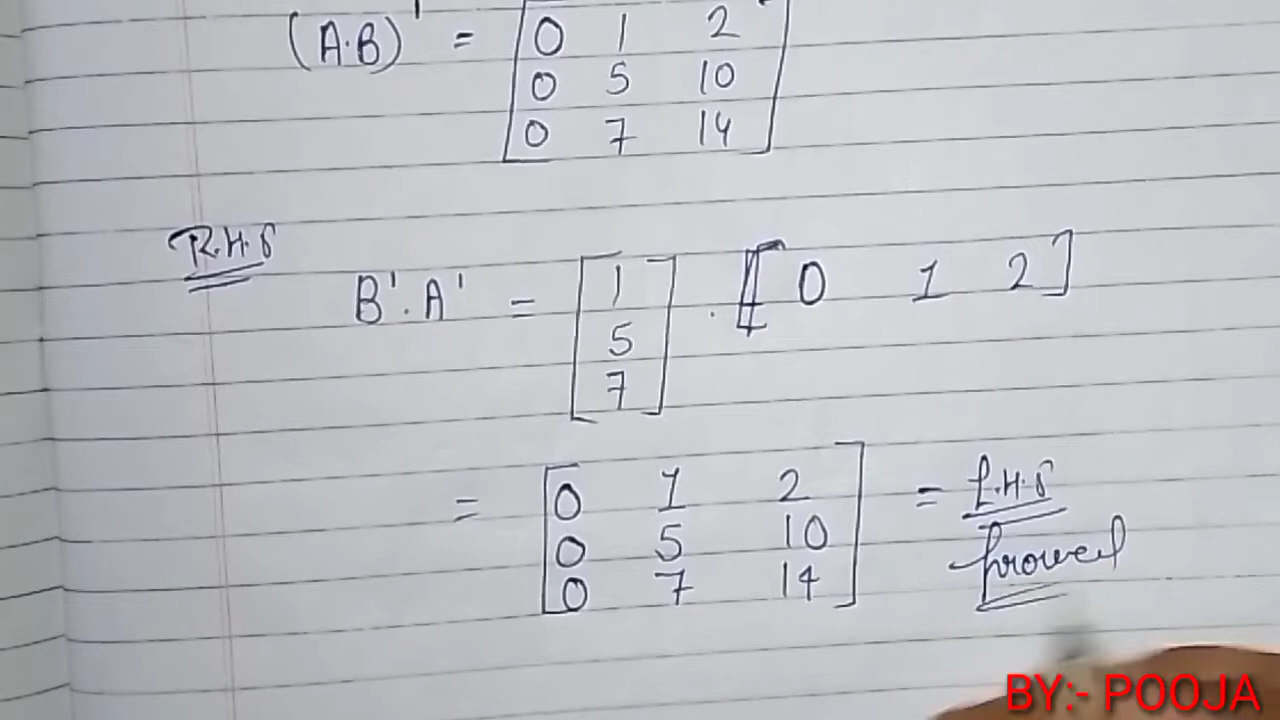 (A·B)' = [0 1 2
0 5 10
0 7 14]
R.H.S
B'·A' = [1
5
7] · [0 1 2]
= [0 1 2
0 5 10
0 7 14] = L.H.S
proved
BY:- POOJA